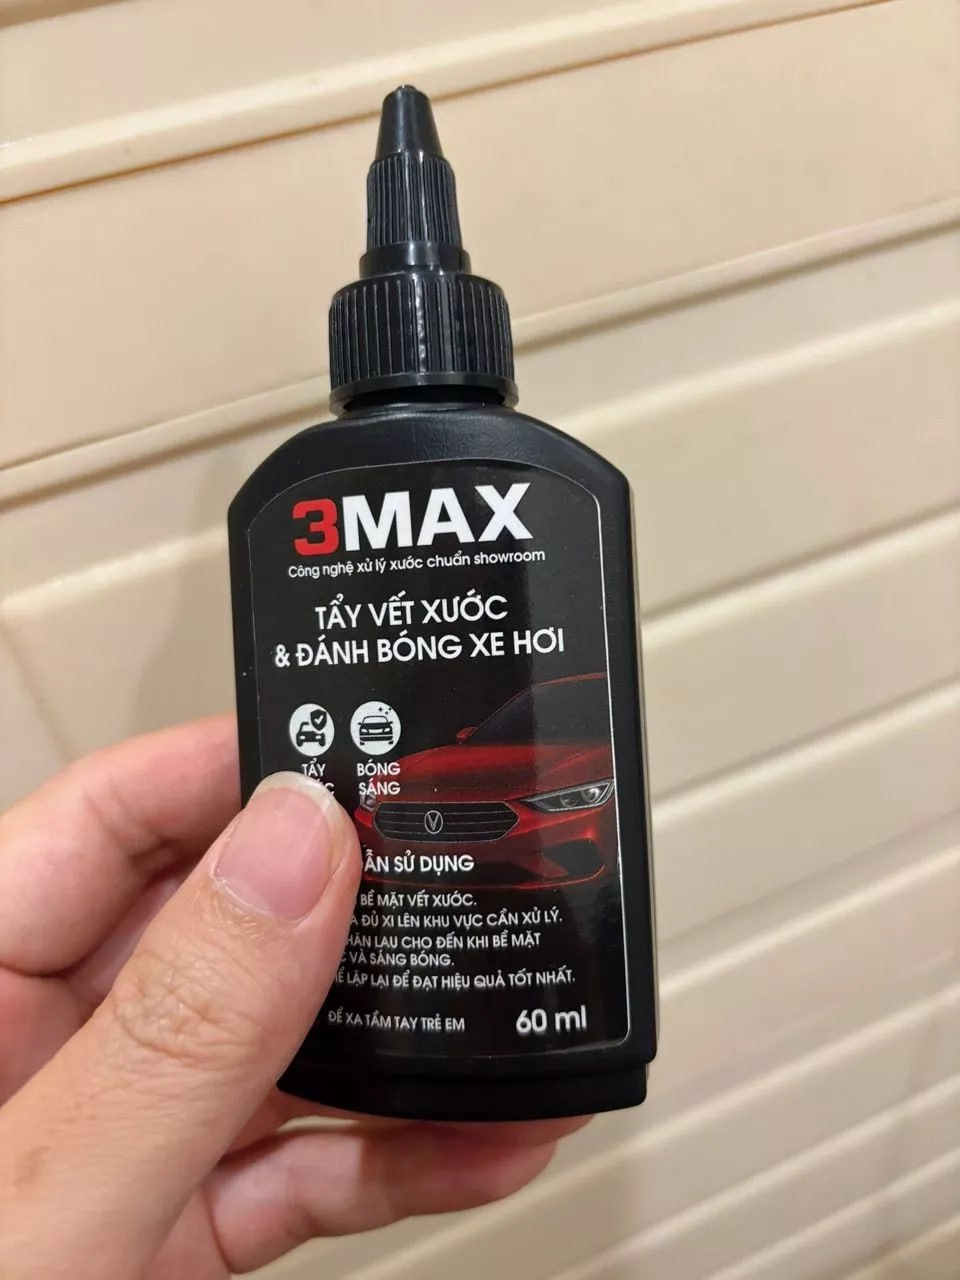 3MAX
Công nghệ xử lý xước chuẩn showroom
TẨY VẾT XƯỚC
& ĐÁNH BÓNG XE HƠI
TẨY
BÓNG
SÁNG
SỬ DỤNG
BỀ MẶT VẾT XƯỚC.
ĐỦ XI LÊN KHU VỰC CẦN XỬ LÝ.
LAU CHO ĐẾN KHI BỀ MẶT
VÀ SÁNG BÓNG.
LẶP LẠI ĐỂ ĐẠT HIỆU QUẢ TỐT NHẤT.
ĐỂ XA TẦM TAY TRẺ EM
60 ml